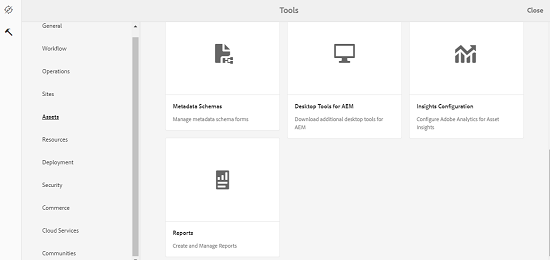 Tools
Close
General
Workflow
Operations
Sites
Assets
Resources
Deployment
Security
Commerce
Cloud Services
Communities
Metadata Schemas
Manage metadata schema forms
Desktop Tools for AEM
Download additional desktop tools for
AEM
Insights Configuration
Configure Adobe Analytics for Asset
Insights
Reports
Create and Manage Reports